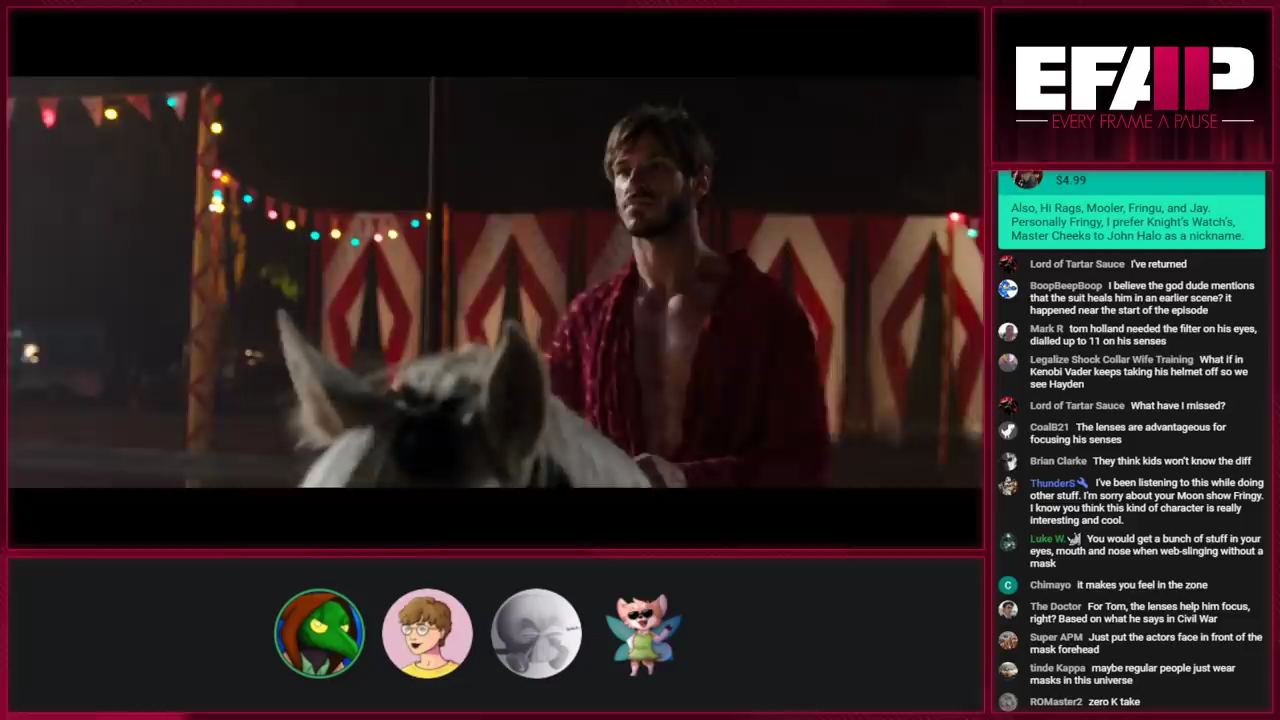 EFAP
EVERY FRAME A PAUSE
$4.99
Also, Hi Rags, Mooler, Fringu, and Jay.
Personally Fringy, I prefer Knight's Watch's,
Master Cheeks to John Halo as a nickname.
Lord of Tartar Sauce I've returned
BoopBeepBoop I believe the god dude mentions
that the suit heals him in an earlier scene? it
happened near the start of the episode
Mark R tom holland needed the filter on his eyes,
dialled up to 11 on his senses
Legalize Shock Collar Wife Training What if in
Kenobi Vader keeps taking his helmet off so we
see Hayden
Lord of Tartar Sauce What have I missed?
CoalB21 The lenses are advantageous for
focusing his senses
Brian Clarke They think kids won't know the diff
ThunderS I've been listening to this while doing
other stuff. I'm sorry about your Moon show Fringy.
I know you think this kind of character is really
interesting and cool.
Luke W. You would get a bunch of stuff in your
eyes, mouth and nose when web-slinging without a
mask
C
Chimayo it makes you feel in the zone
The Doctor For Tom, the lenses help him focus,
right? Based on what he says in Civil War
Super APM Just put the actors face in front of the
mask forehead
tinde Kappa maybe regular people just wear
masks in this universe
ROMaster2 zero K take